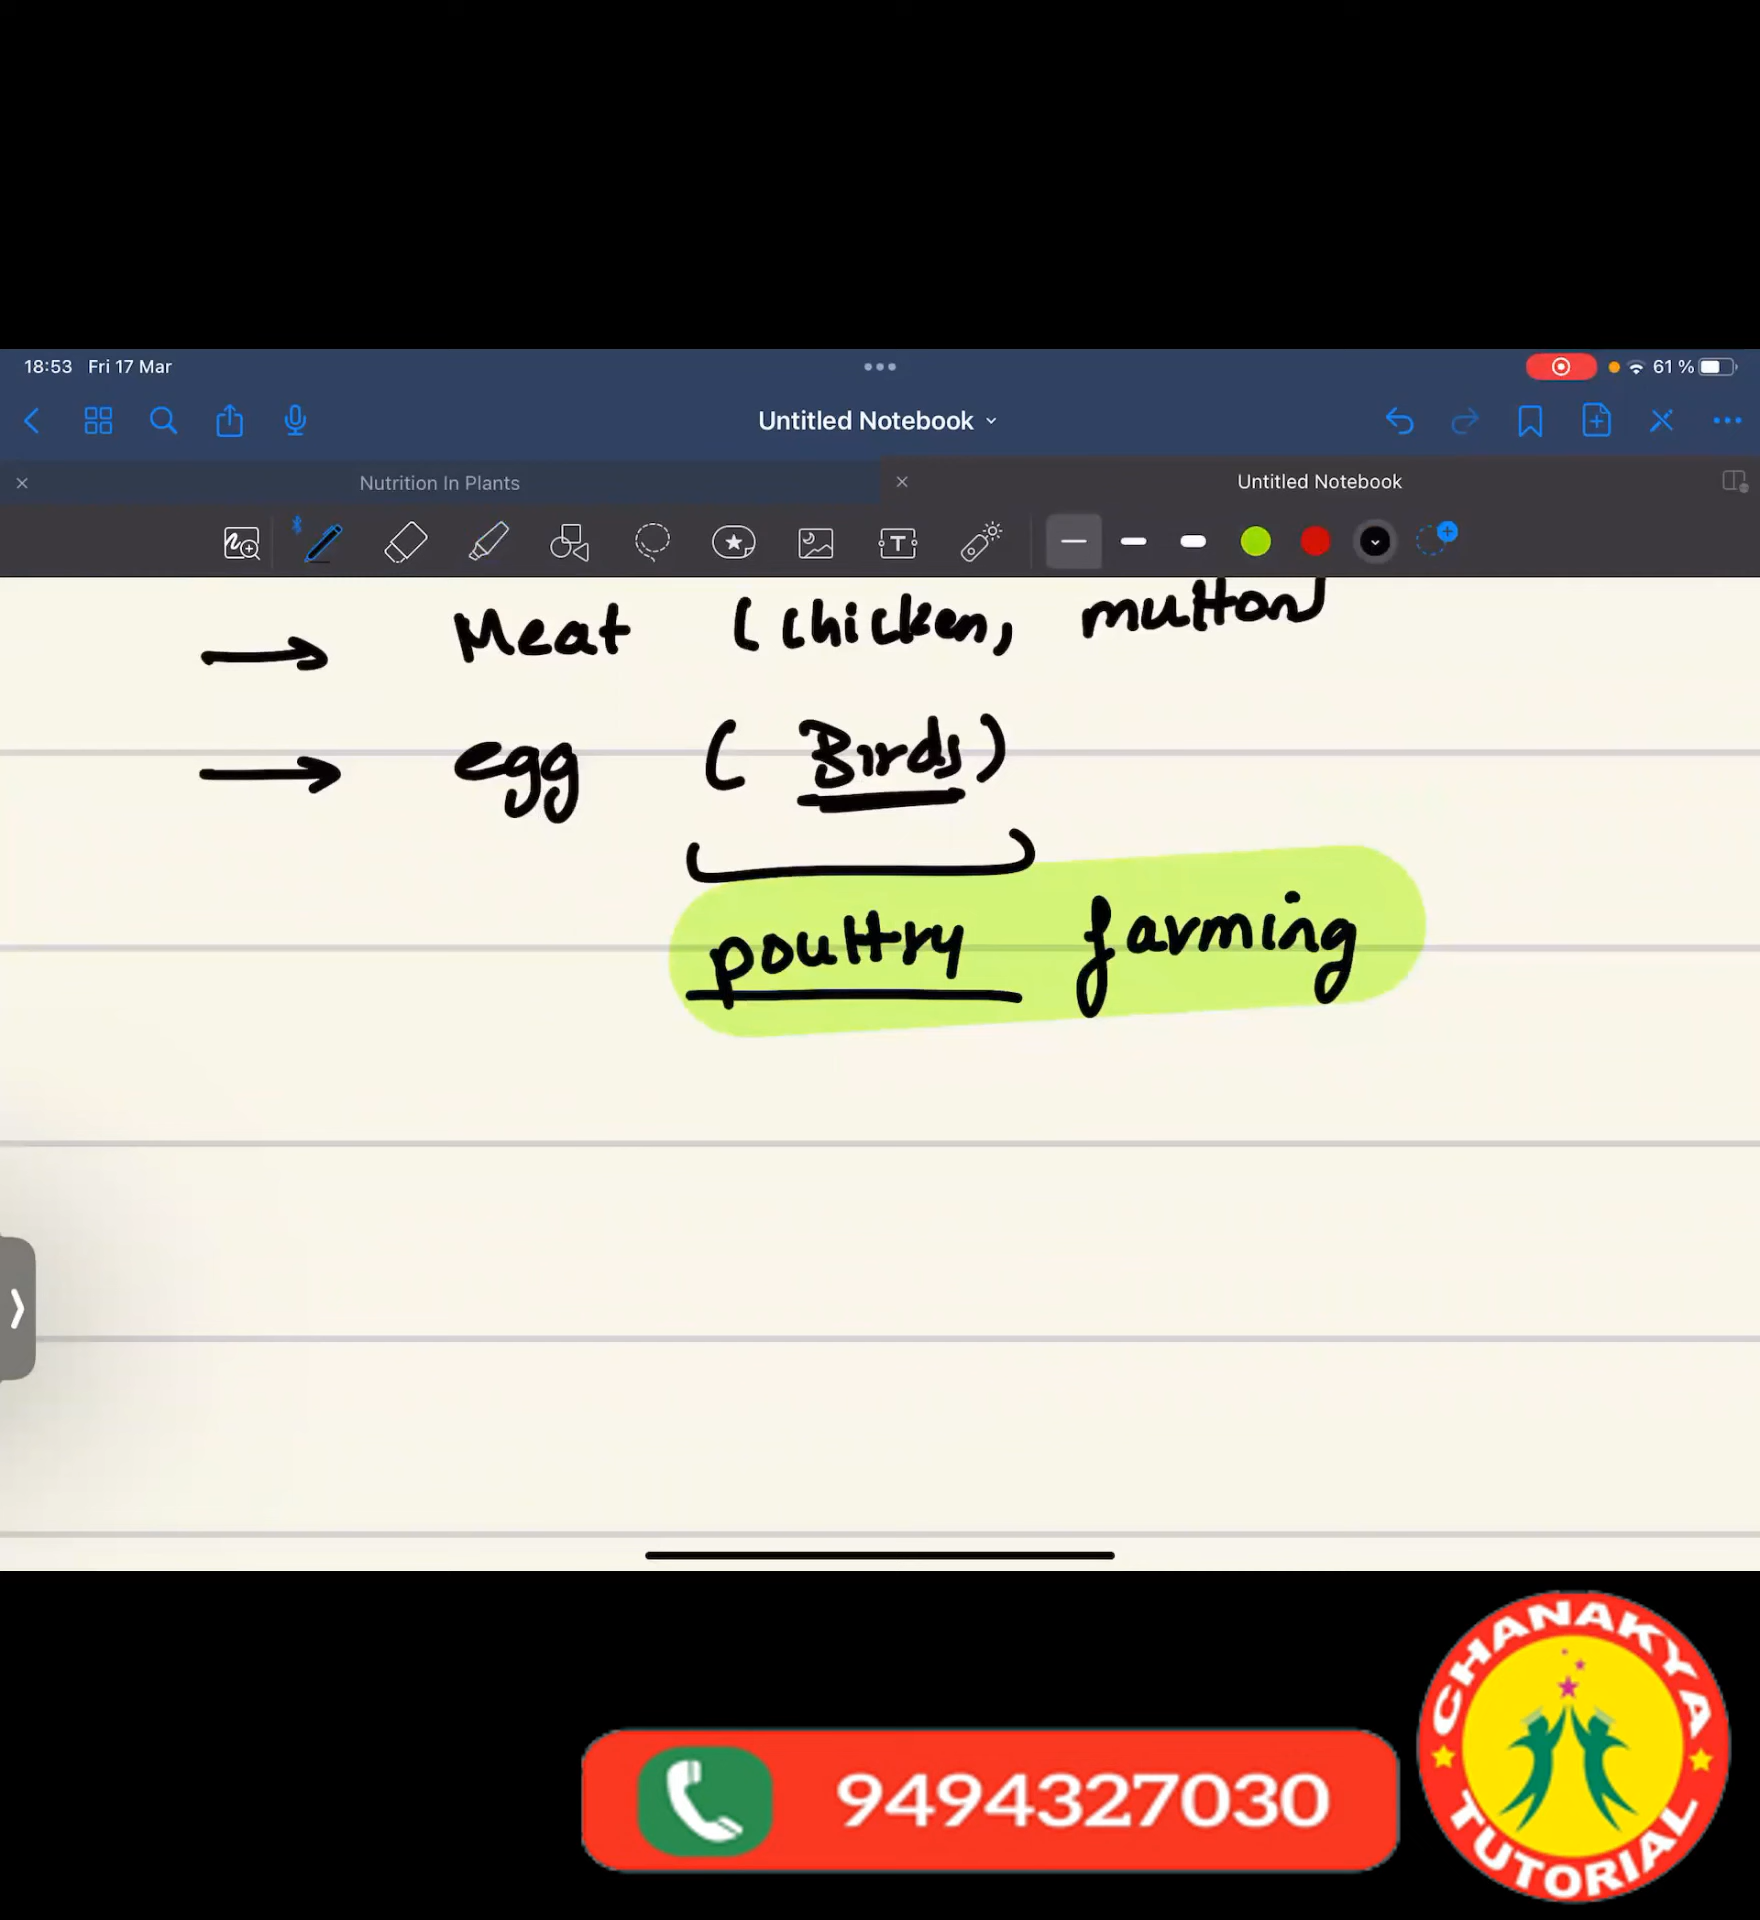 18:53 Fri 17 Mar 61 %
Untitled Notebook
Nutrition In Plants Untitled Notebook
T
→ Meat (chicken, mutton)
→ egg (Birds)
poultry farming
9494327030
CHANAKYA
TUTORIAL